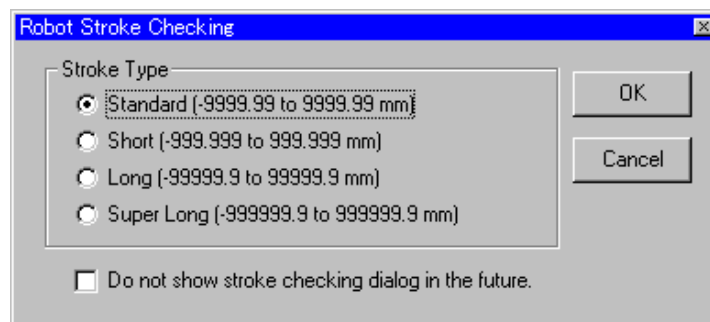 Robot Stroke Checking
Stroke Type
Standard (-9999.99 to 9999.99 mm)
Short (-999.999 to 999.999 mm)
Long (-99999.9 to 99999.9 mm)
Super Long (-999999.9 to 999999.9 mm)
OK
Cancel
Do not show stroke checking dialog in the future.